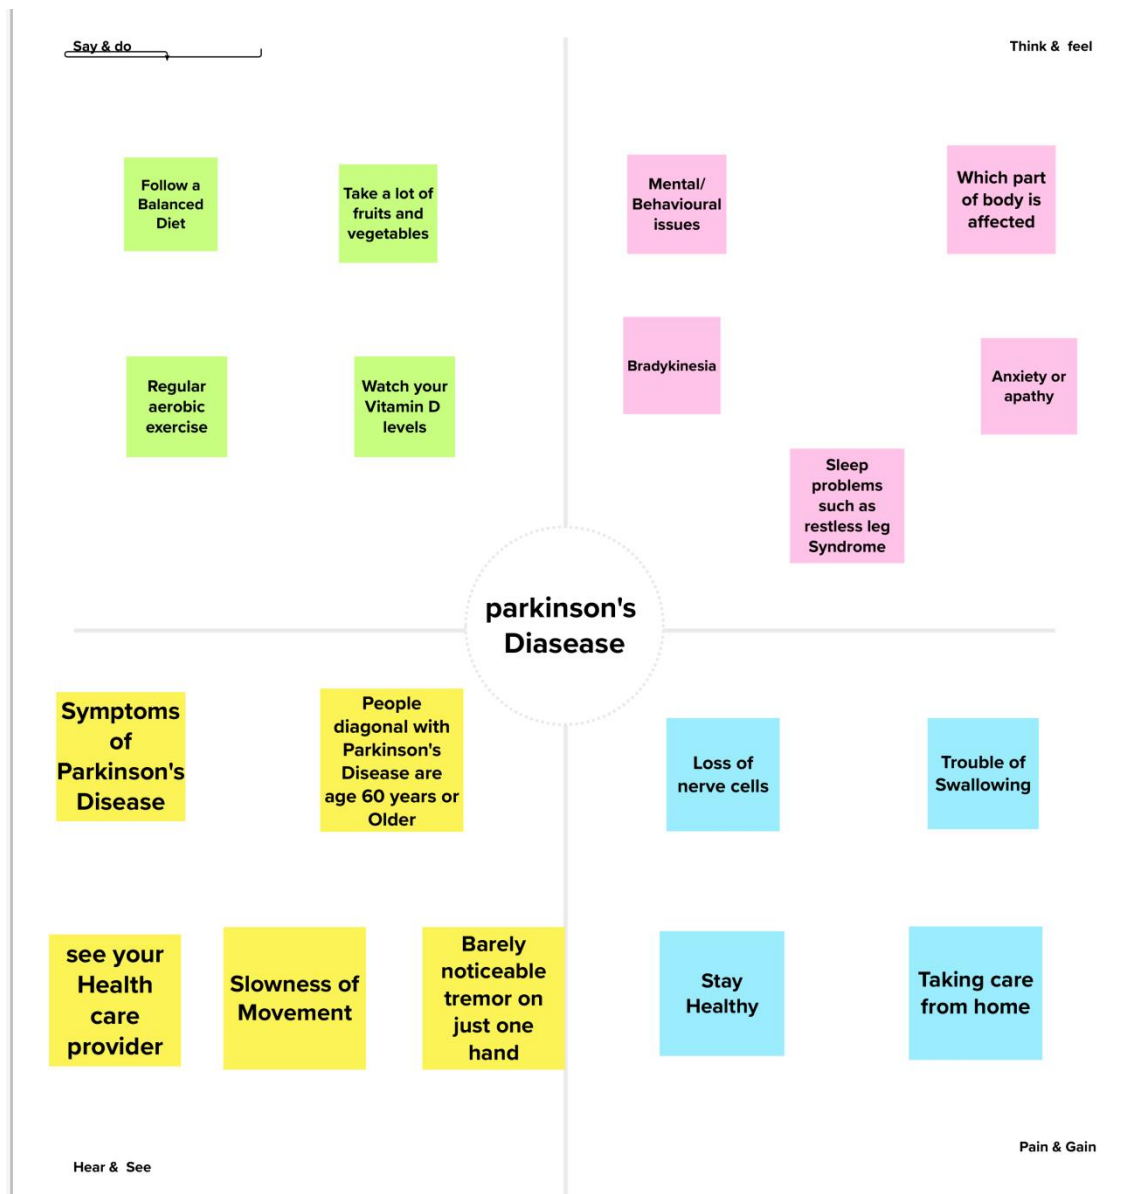 Say & do
Think &  feel
Follow a
Balanced
Diet
Take a lot of
fruits and
vegetables
Mental/
Behavioural
issues
Which part
of body is
affected
Regular
aerobic
exercise
Watch your
Vitamin D
levels
Bradykinesia
Anxiety or
apathy
Sleep
problems
such as
restless leg
Syndrome
parkinson's
Diasease
Symptoms
of
Parkinson's
Disease
People
diagonal with
Parkinson's
Disease are
age 60 years or
Older
Loss of
nerve cells
Trouble of
Swallowing
see your
Health
care
provider
Slowness of
Movement
Barely
noticeable
tremor on
just one
hand
Stay
Healthy
Taking care
from home
Hear &  See
Pain & Gain